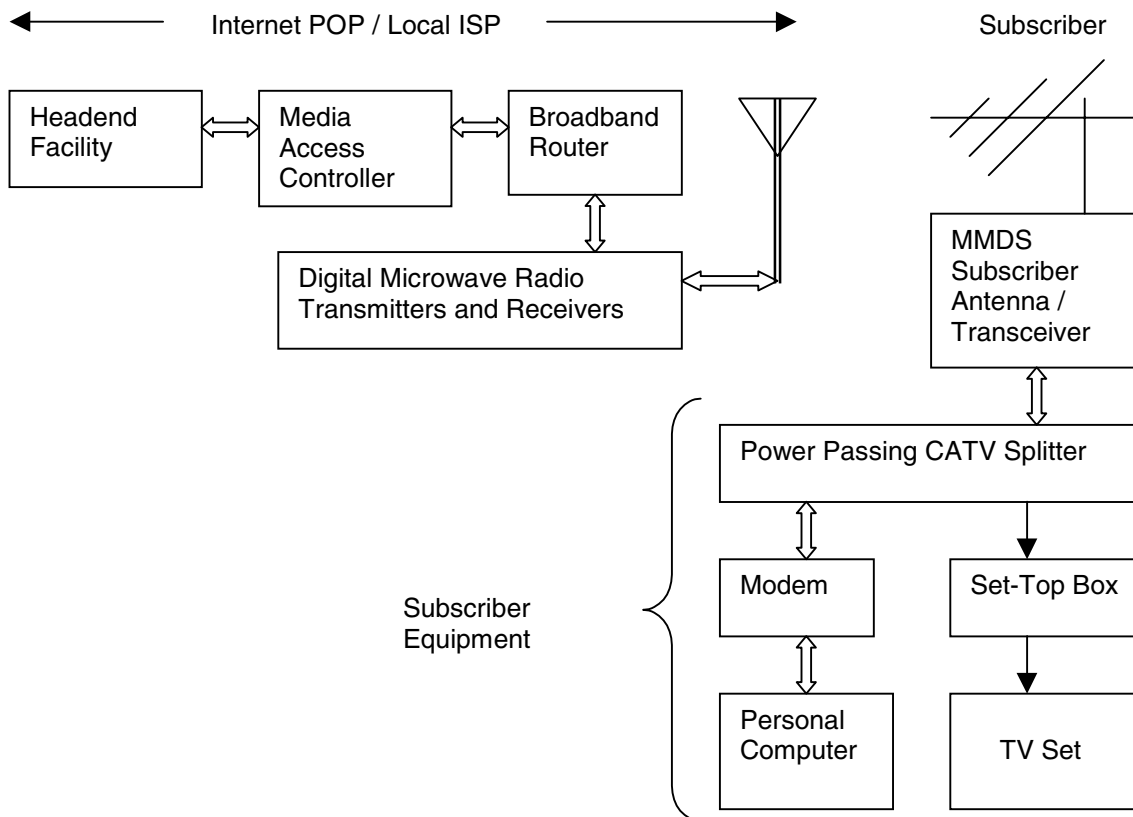 Internet POP / Local ISP
Subscriber
Headend
Facility
Media
Access
Controller
Broadband
Router
Digital Microwave Radio
Transmitters and Receivers
MMDS
Subscriber
Antenna /
Transceiver
Power Passing CATV Splitter
Modem
Set-Top Box
Subscriber
Equipment
Personal
Computer
TV Set